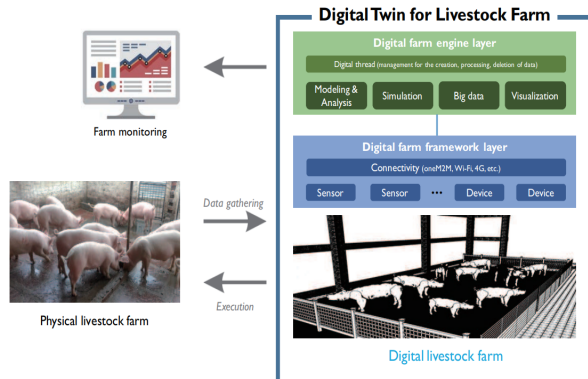 Digital Twin for Livestock Farm
Digital farm engine layer
Digital thread (management for the creation, processing, deletion of data)
Modeling &
Analysis
Simulation
Big data
Visualization
Farm monitoring
Digital farm framework layer
Connectivity (oneM2M, Wi-Fi, 4G, etc.)
Sensor
Sensor
•••
Device
Device
Data gathering
Execution
Physical livestock farm
Digital livestock farm